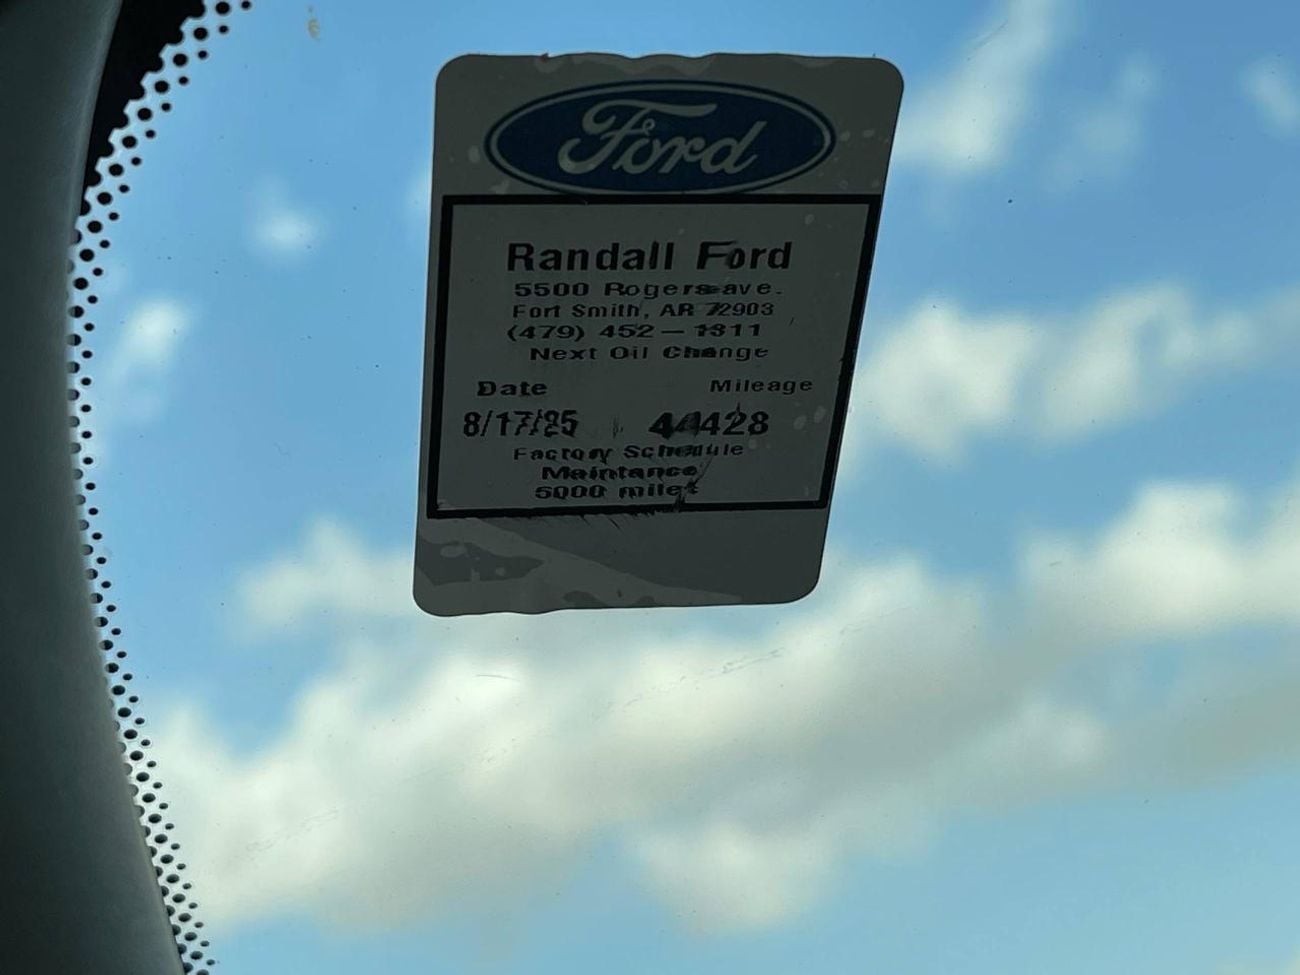 Ford
Randall Ford
5500 Rogers ave.
Fort Smith, AR 72903
(479) 452-1311
Next Oil Change
Date Mileage
8/17/25 44428
Factory Schedule
Maintance
5000 miles